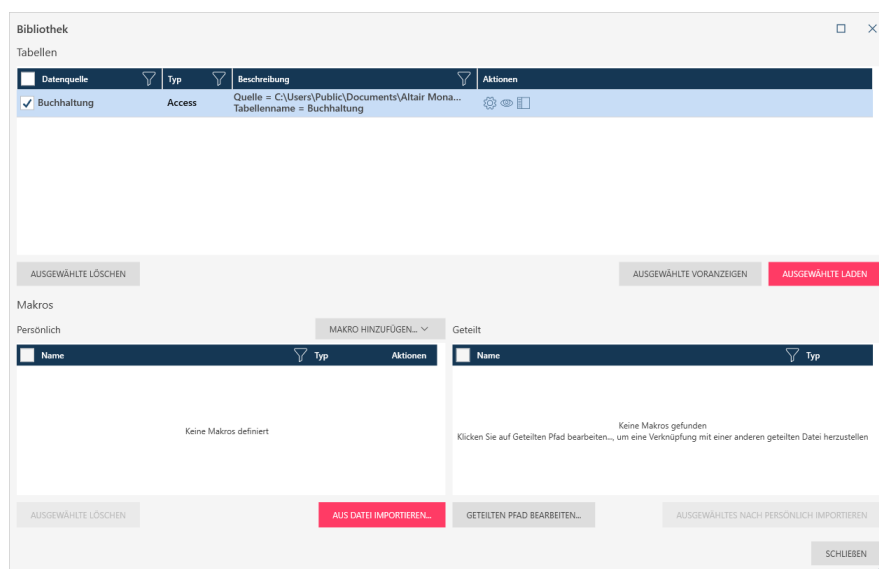 Bibliothek
Tabellen
Datenquelle Typ Beschreibung Aktionen
Buchhaltung Access Quelle = C:\Users\Public\Documents\Altair Mona...
Tabellenname = Buchhaltung
AUSGEWÄHLTE LÖSCHEN AUSGEWÄHLTE VORANZEIGEN AUSGEWÄHLTE LADEN
Makros
Persönlich MAKRO HINZUFÜGEN... Geteilt
Name Typ Aktionen Name Typ
Keine Makros definiert
Keine Makros gefunden
Klicken Sie auf Geteilten Pfad bearbeiten..., um eine Verknüpfung mit einer anderen geteilten Datei herzustellen
AUSGEWÄHLTE LÖSCHEN AUS DATEI IMPORTIEREN... GETEILTEN PFAD BEARBEITEN... AUSGEWÄHLTES NACH PERSÖNLICH IMPORTIEREN
SCHLIEßEN